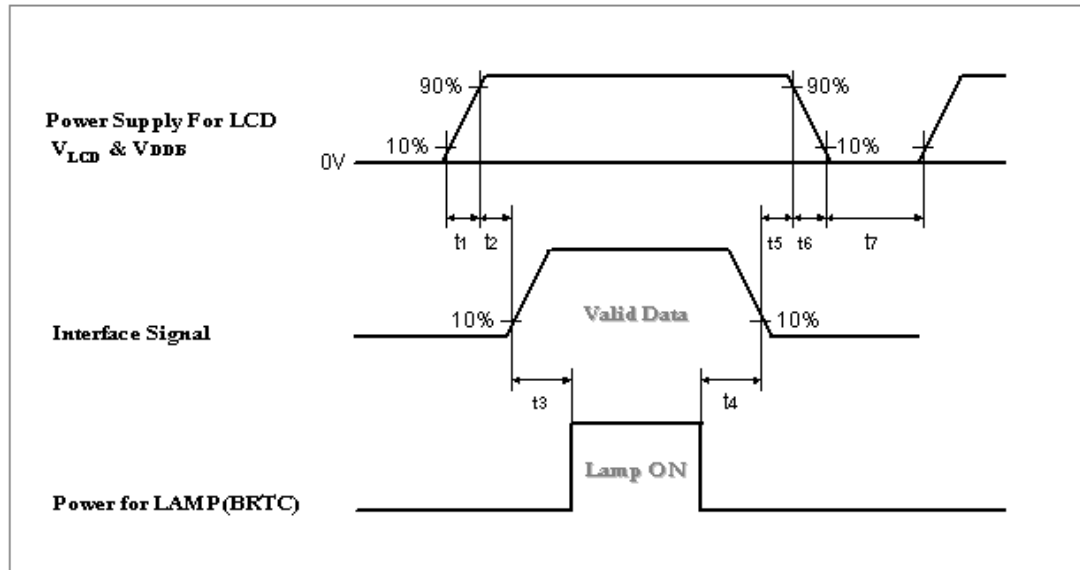 90%
90%
Power Supply For LCD
VLCD & VDDB
10%
10%
0V
t1
t2
t5
t6
t7
Valid Data
10%
10%
Interface Signal
t3
t4
Lamp ON
Power for LAMP(BRTC)